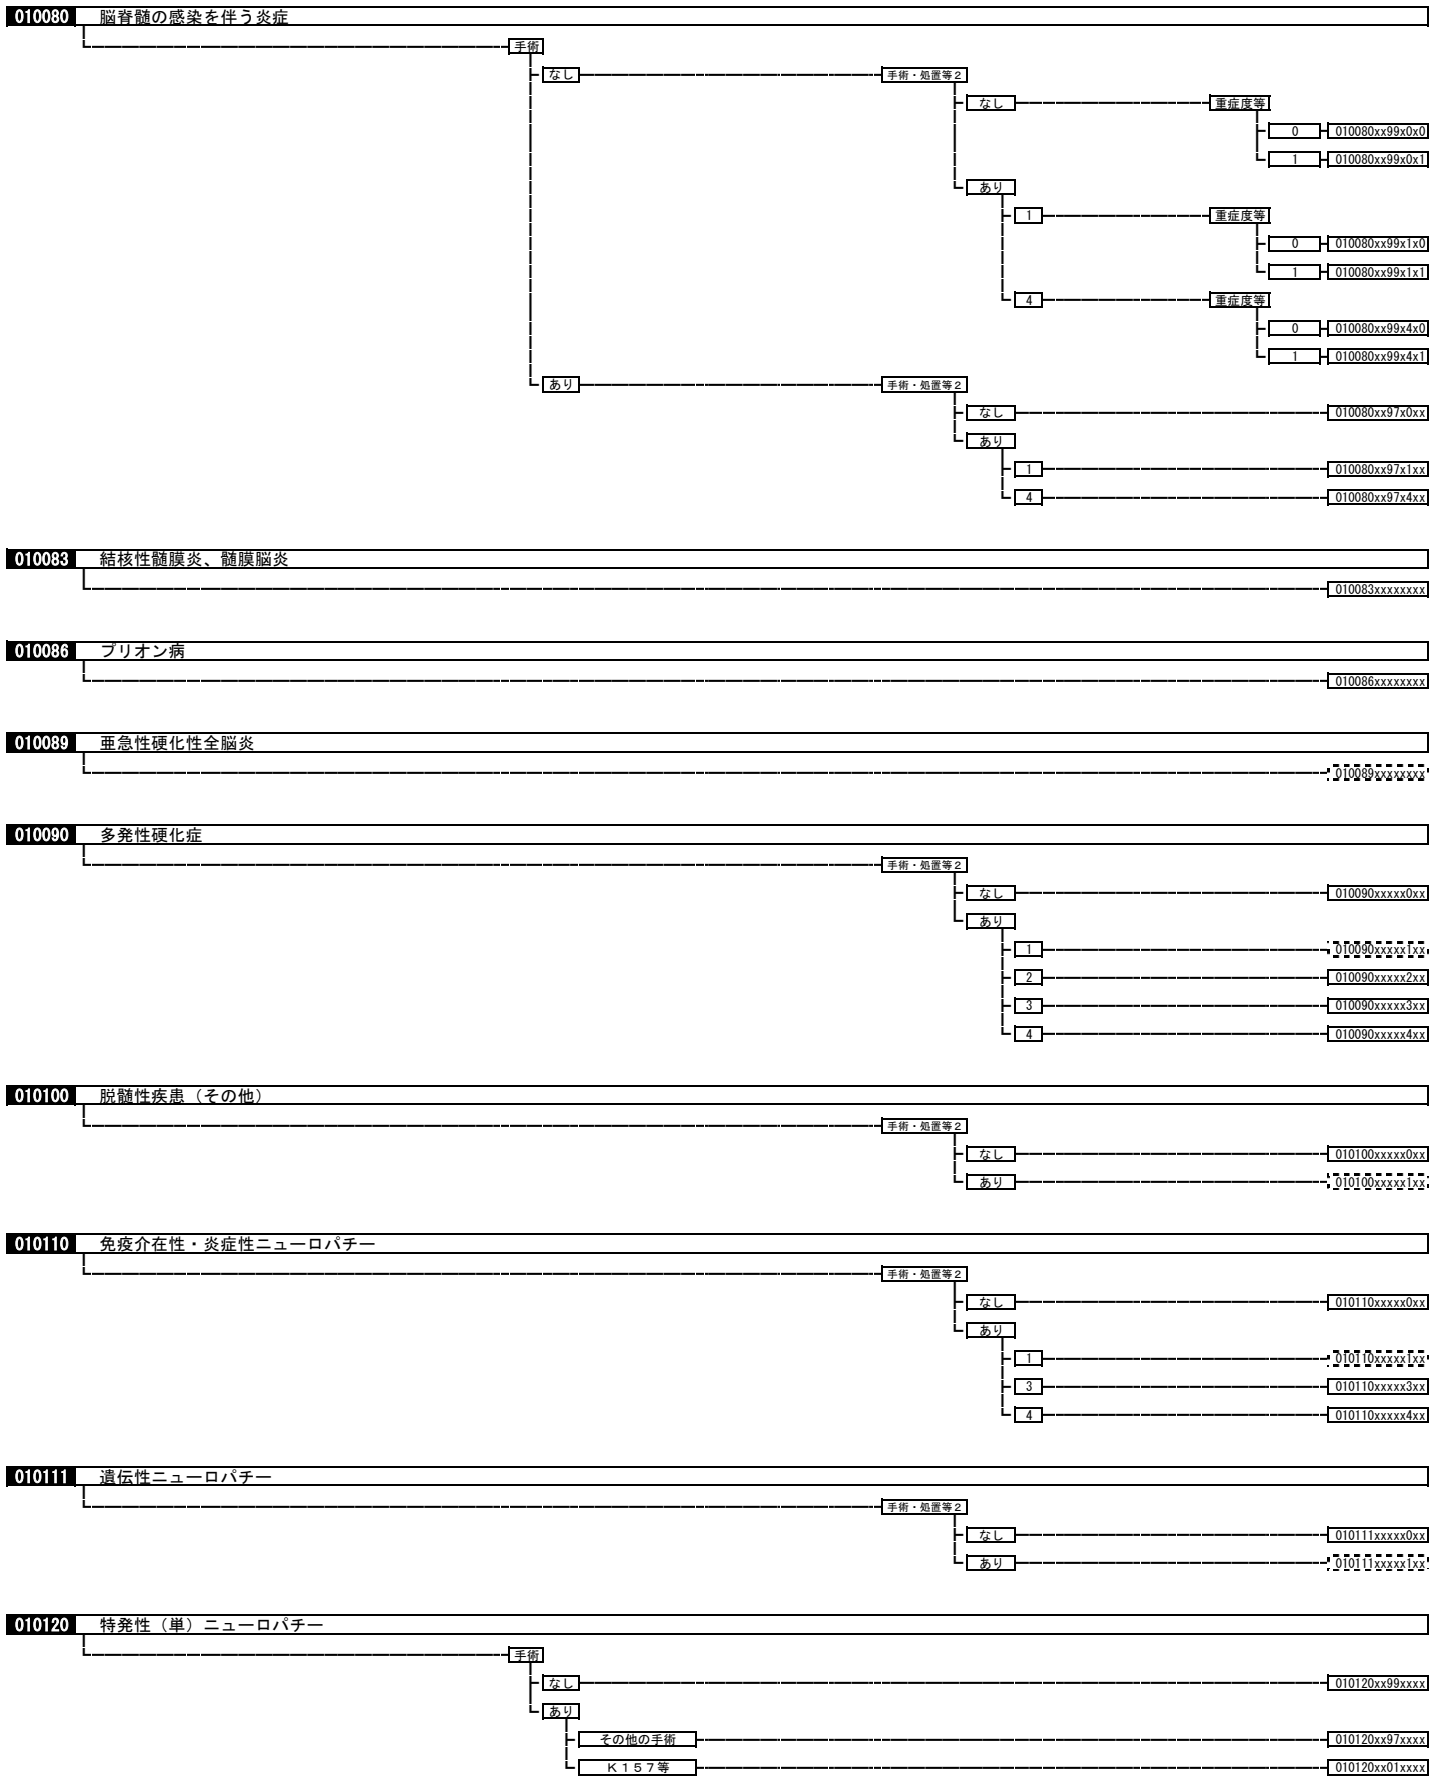 010080 脳脊髄の感染を伴う炎症
手術
なし 手術・処置等2
なし 重症度等
0 010080xx99x0x0
1 010080xx99x0x1
あり
1 重症度等
0 010080xx99x1x0
1 010080xx99x1x1
4 重症度等
0 010080xx99x4x0
1 010080xx99x4x1
あり 手術・処置等2
なし 010080xx97x0xx
あり
1 010080xx97x1xx
4 010080xx97x4xx
010083 結核性髄膜炎、髄膜脳炎
010083xxxxxxxx
010086 プリオン病
010086xxxxxxxx
010089 亜急性硬化性全脳炎
010089xxxxxxxx
010090 多発性硬化症
手術・処置等2
なし 010090xxxxx0xx
あり
1 010090xxxxx1xx
2 010090xxxxx2xx
3 010090xxxxx3xx
4 010090xxxxx4xx
010100 脱髄性疾患（その他）
手術・処置等2
なし 010100xxxxx0xx
あり 010100xxxxx1xx
010110 免疫介在性・炎症性ニューロパチー
手術・処置等2
なし 010110xxxxx0xx
あり
1 010110xxxxx1xx
3 010110xxxxx3xx
4 010110xxxxx4xx
010111 遺伝性ニューロパチー
手術・処置等2
なし 010111xxxxx0xx
あり 010111xxxxx1xx
010120 特発性（単）ニューロパチー
手術
なし 010120xx99xxxx
あり
その他の手術 010120xx97xxxx
K157等 010120xx01xxxx